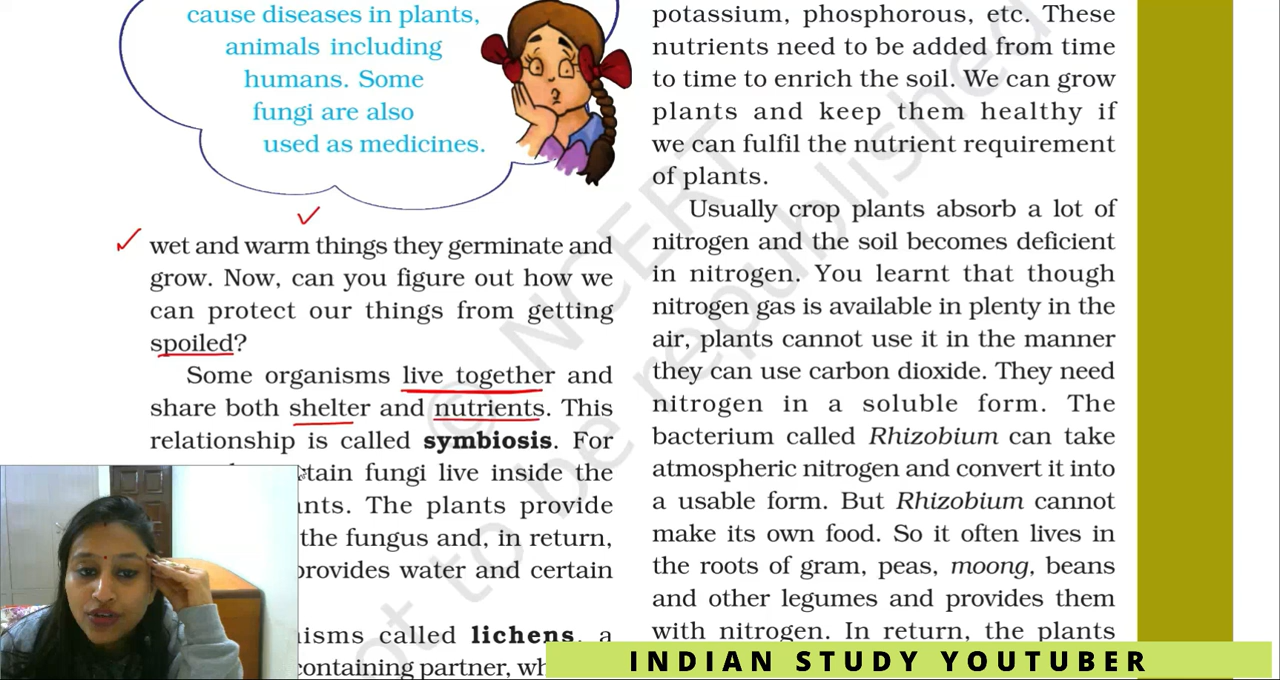 cause diseases in plants,
animals including
humans. Some
fungi are also
used as medicines.
wet and warm things they germinate and
grow. Now, can you figure out how we
can protect our things from getting
spoiled?
Some organisms live together and
share both shelter and nutrients. This
relationship is called symbiosis. For
tain fungi live inside the
nts. The plants provide
the fungus and, in return,
provides water and certain
isms called lichens, a
containing partner, wh
potassium, phosphorous, etc. These
nutrients need to be added from time
to time to enrich the soil. We can grow
plants and keep them healthy if
we can fulfil the nutrient requirement
of plants.
Usually crop plants absorb a lot of
nitrogen and the soil becomes deficient
in nitrogen. You learnt that though
nitrogen gas is available in plenty in the
air, plants cannot use it in the manner
they can use carbon dioxide. They need
nitrogen in a soluble form. The
bacterium called Rhizobium can take
atmospheric nitrogen and convert it into
a usable form. But Rhizobium cannot
make its own food. So it often lives in
the roots of gram, peas, moong, beans
and other legumes and provides them
with nitrogen. In return, the plants
© NCERT
not to be republished
INDIAN STUDY YOUTUBER